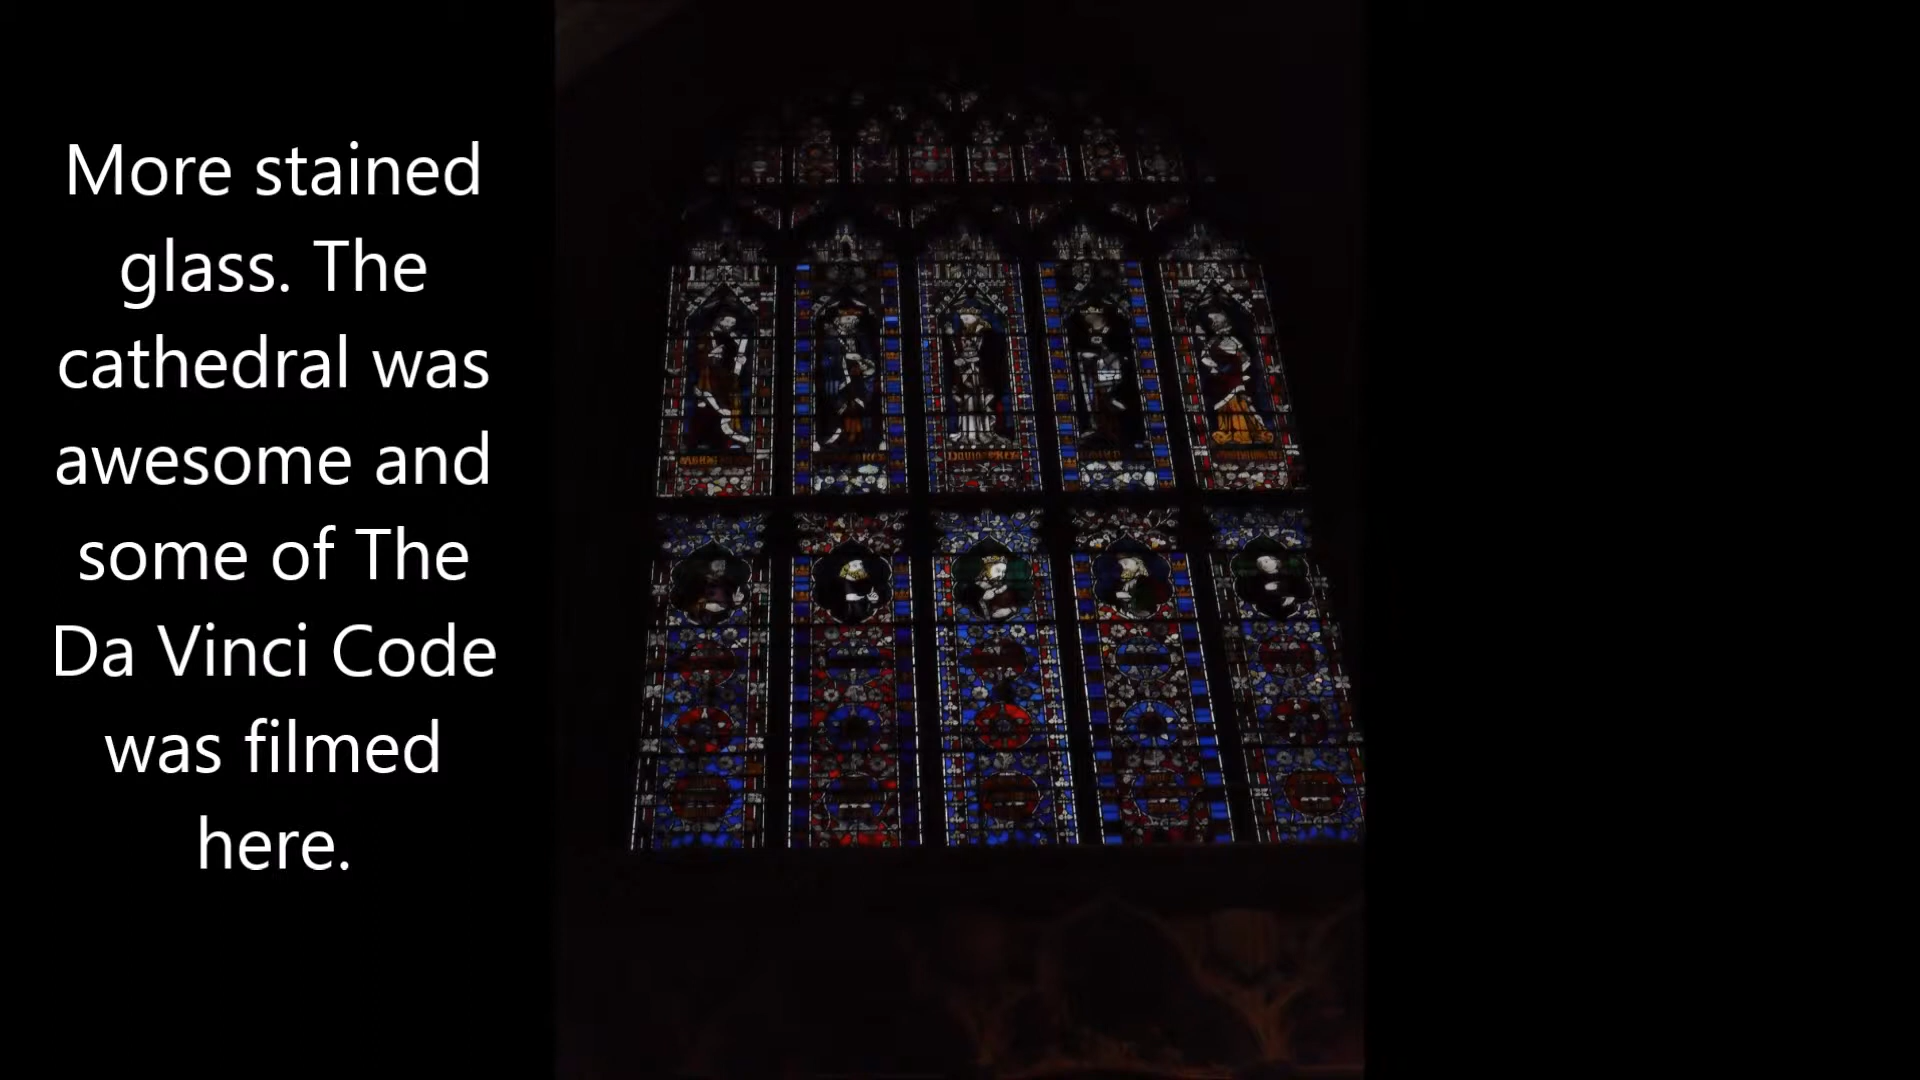 More stained
glass. The
cathedral was
awesome and
some of The
Da Vinci Code
was filmed
here.